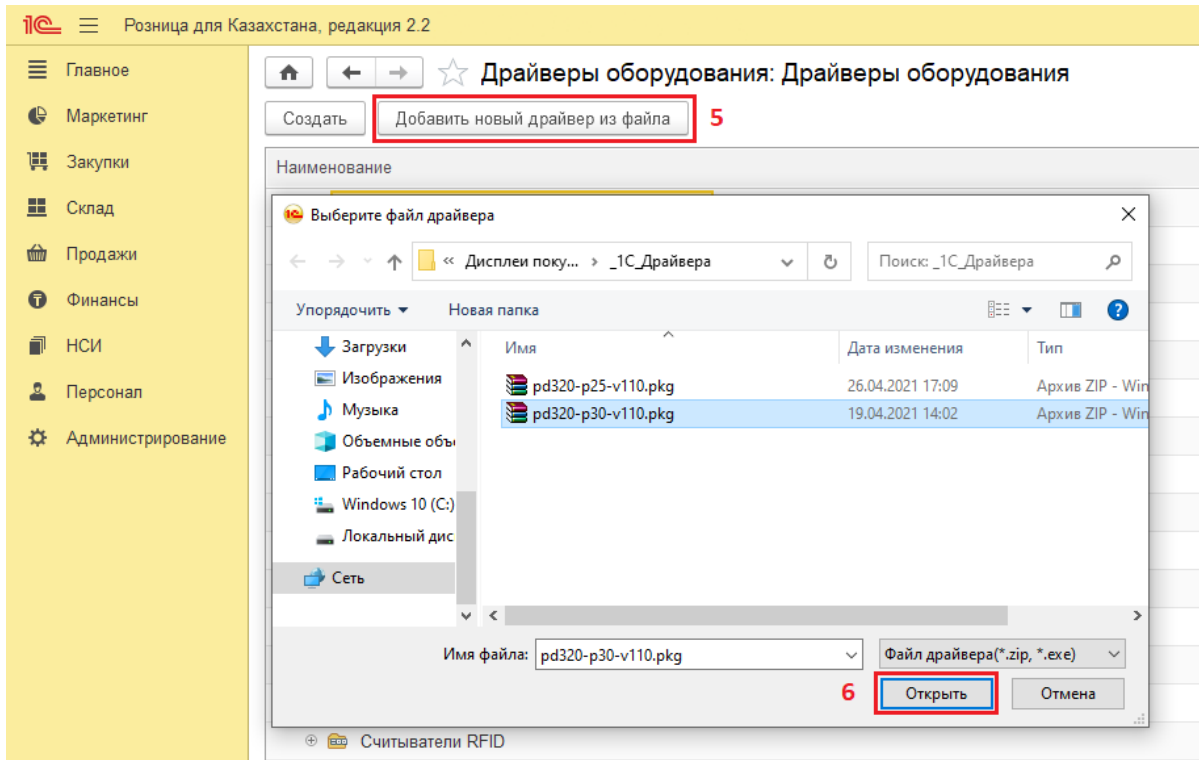 1С Розница для Казахстана, редакция 2.2
Главное
Маркетинг
Закупки
Склад
Продажи
Финансы
НСИ
Персонал
Администрирование
Драйверы оборудования: Драйверы оборудования
Создать Добавить новый драйвер из файла 5
Наименование
1С Выберите файл драйвера
« Дисплеи поку... › _1С_Драйвера Поиск: _1С_Драйвера
Упорядочить Новая папка ?
Загрузки
Изображения
Музыка
Объемные объ
Рабочий стол
Windows 10 (C:)
Локальный дис
Сеть
Имя Дата изменения Тип
pd320-p25-v110.pkg 26.04.2021 17:09 Архив ZIP - Win
pd320-p30-v110.pkg 19.04.2021 14:02 Архив ZIP - Win
Имя файла: pd320-p30-v110.pkg Файл драйвера(*.zip, *.exe)
6 Открыть Отмена
Считыватели RFID